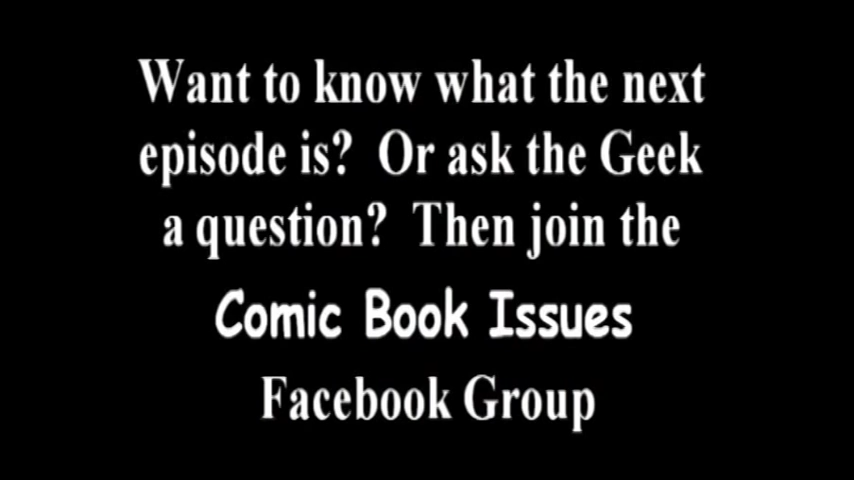 Want to know what the next
episode is?  Or ask the Geek
a question?  Then join the
Comic Book Issues
Facebook Group